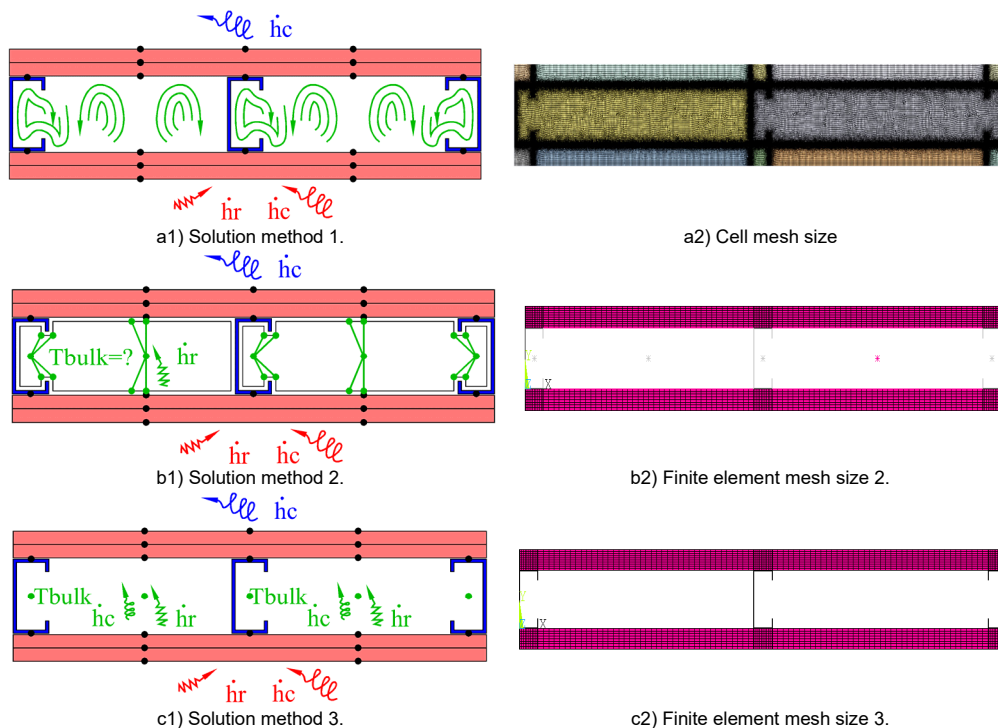 ḣc
ḣr ḣc
a1) Solution method 1.
a2) Cell mesh size
ḣc
Tbulk=? ḣr
ḣr ḣc
b1) Solution method 2.
X
b2) Finite element mesh size 2.
ḣc
Tbulk ḣc ḣr Tbulk ḣc ḣr
ḣr ḣc
c1) Solution method 3.
X
c2) Finite element mesh size 3.